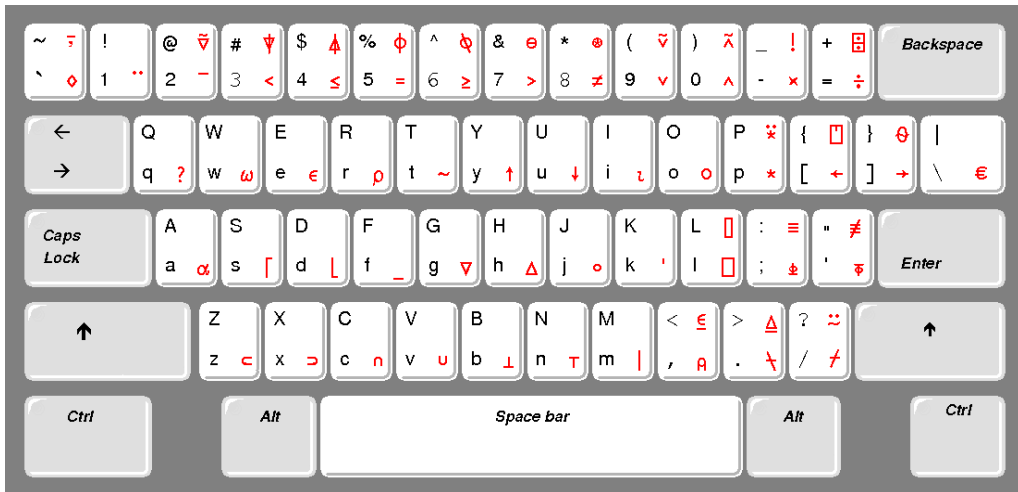 ~ ⍪ ! @ ⍫ # ⍒ $ ⍋ % ⌽ ^ ⍉ & ⊖ * ⍟ ( ⍱ ) ⍲ _ ! + ⌹ Backspace
` ◊ 1 ¨ 2 ¯ 3 < 4 ≤ 5 = 6 ≥ 7 > 8 ≠ 9 ∨ 0 ∧ - × = ÷
← Q W E R T Y U I O P ⍣ { ⍞ } ⍬ |
→ q ? w ⍵ e ∊ r ⍴ t ~ y ↑ u ↓ i ⍳ o ○ p * [ ← ] → \ €
Caps A S D F G H J K L ⌷ : ≡ " ≢
Lock a ⍺ s ⌈ d ⌊ f _ g ∇ h ∆ j ∘ k ' l ⎕ ; ⍎ ' ⍕ Enter
↑ Z X C V B N M < ⍷ > ⍙ ? ⍨ ↑
z ⊂ x ⊃ c ∩ v ∪ b ⊥ n ⊤ m | , ⍝ . ⍀ / ⌿
Ctrl Alt Space bar Alt Ctrl